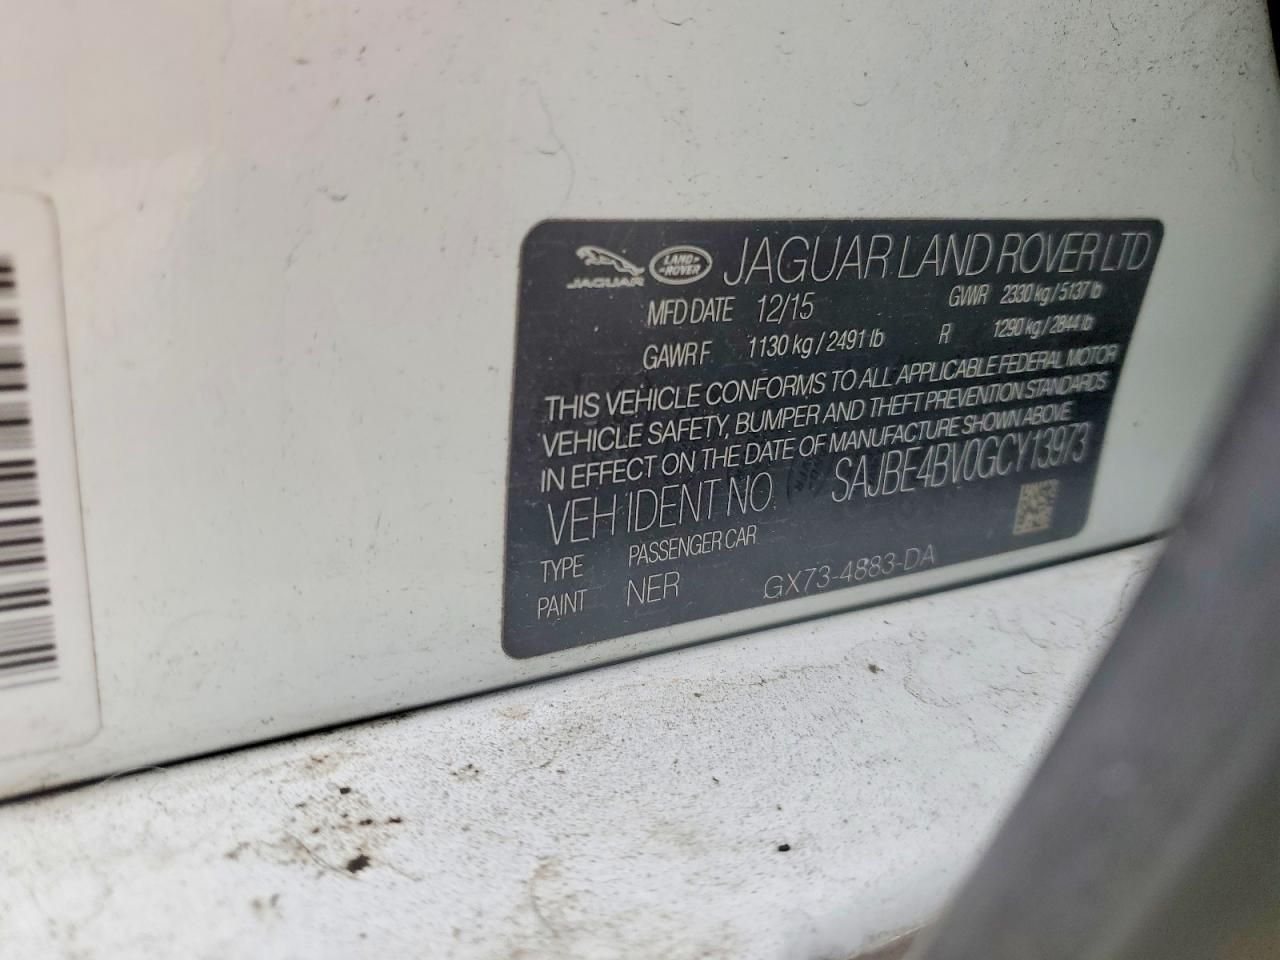 JAGUAR LAND-ROVER JAGUAR LAND ROVER LTD
MFD DATE 12/15 GVWR 2330 kg / 5137 lb
GAWR F 1130 kg / 2491 lb R 1290 kg / 2844 lb
THIS VEHICLE CONFORMS TO ALL APPLICABLE FEDERAL MOTOR
VEHICLE SAFETY, BUMPER AND THEFT PREVENTION STANDARDS
IN EFFECT ON THE DATE OF MANUFACTURE SHOWN ABOVE
VEH IDENT NO. SAJBE4BV0GCY13973
TYPE PASSENGER CAR
PAINT NER GX73-4883-DA